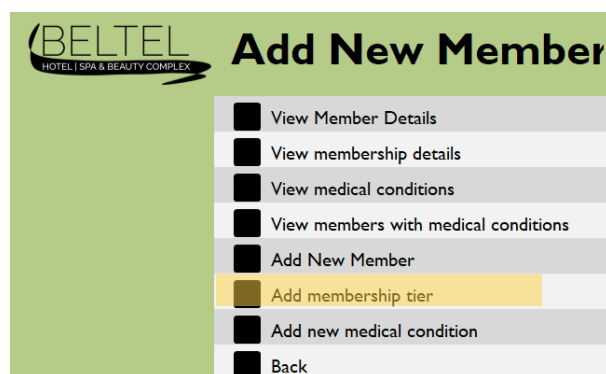 BELTEL
HOTEL | SPA & BEAUTY COMPLEX
Add New Member
View Member Details
View membership details
View medical conditions
View members with medical conditions
Add New Member
Add membership tier
Add new medical condition
Back